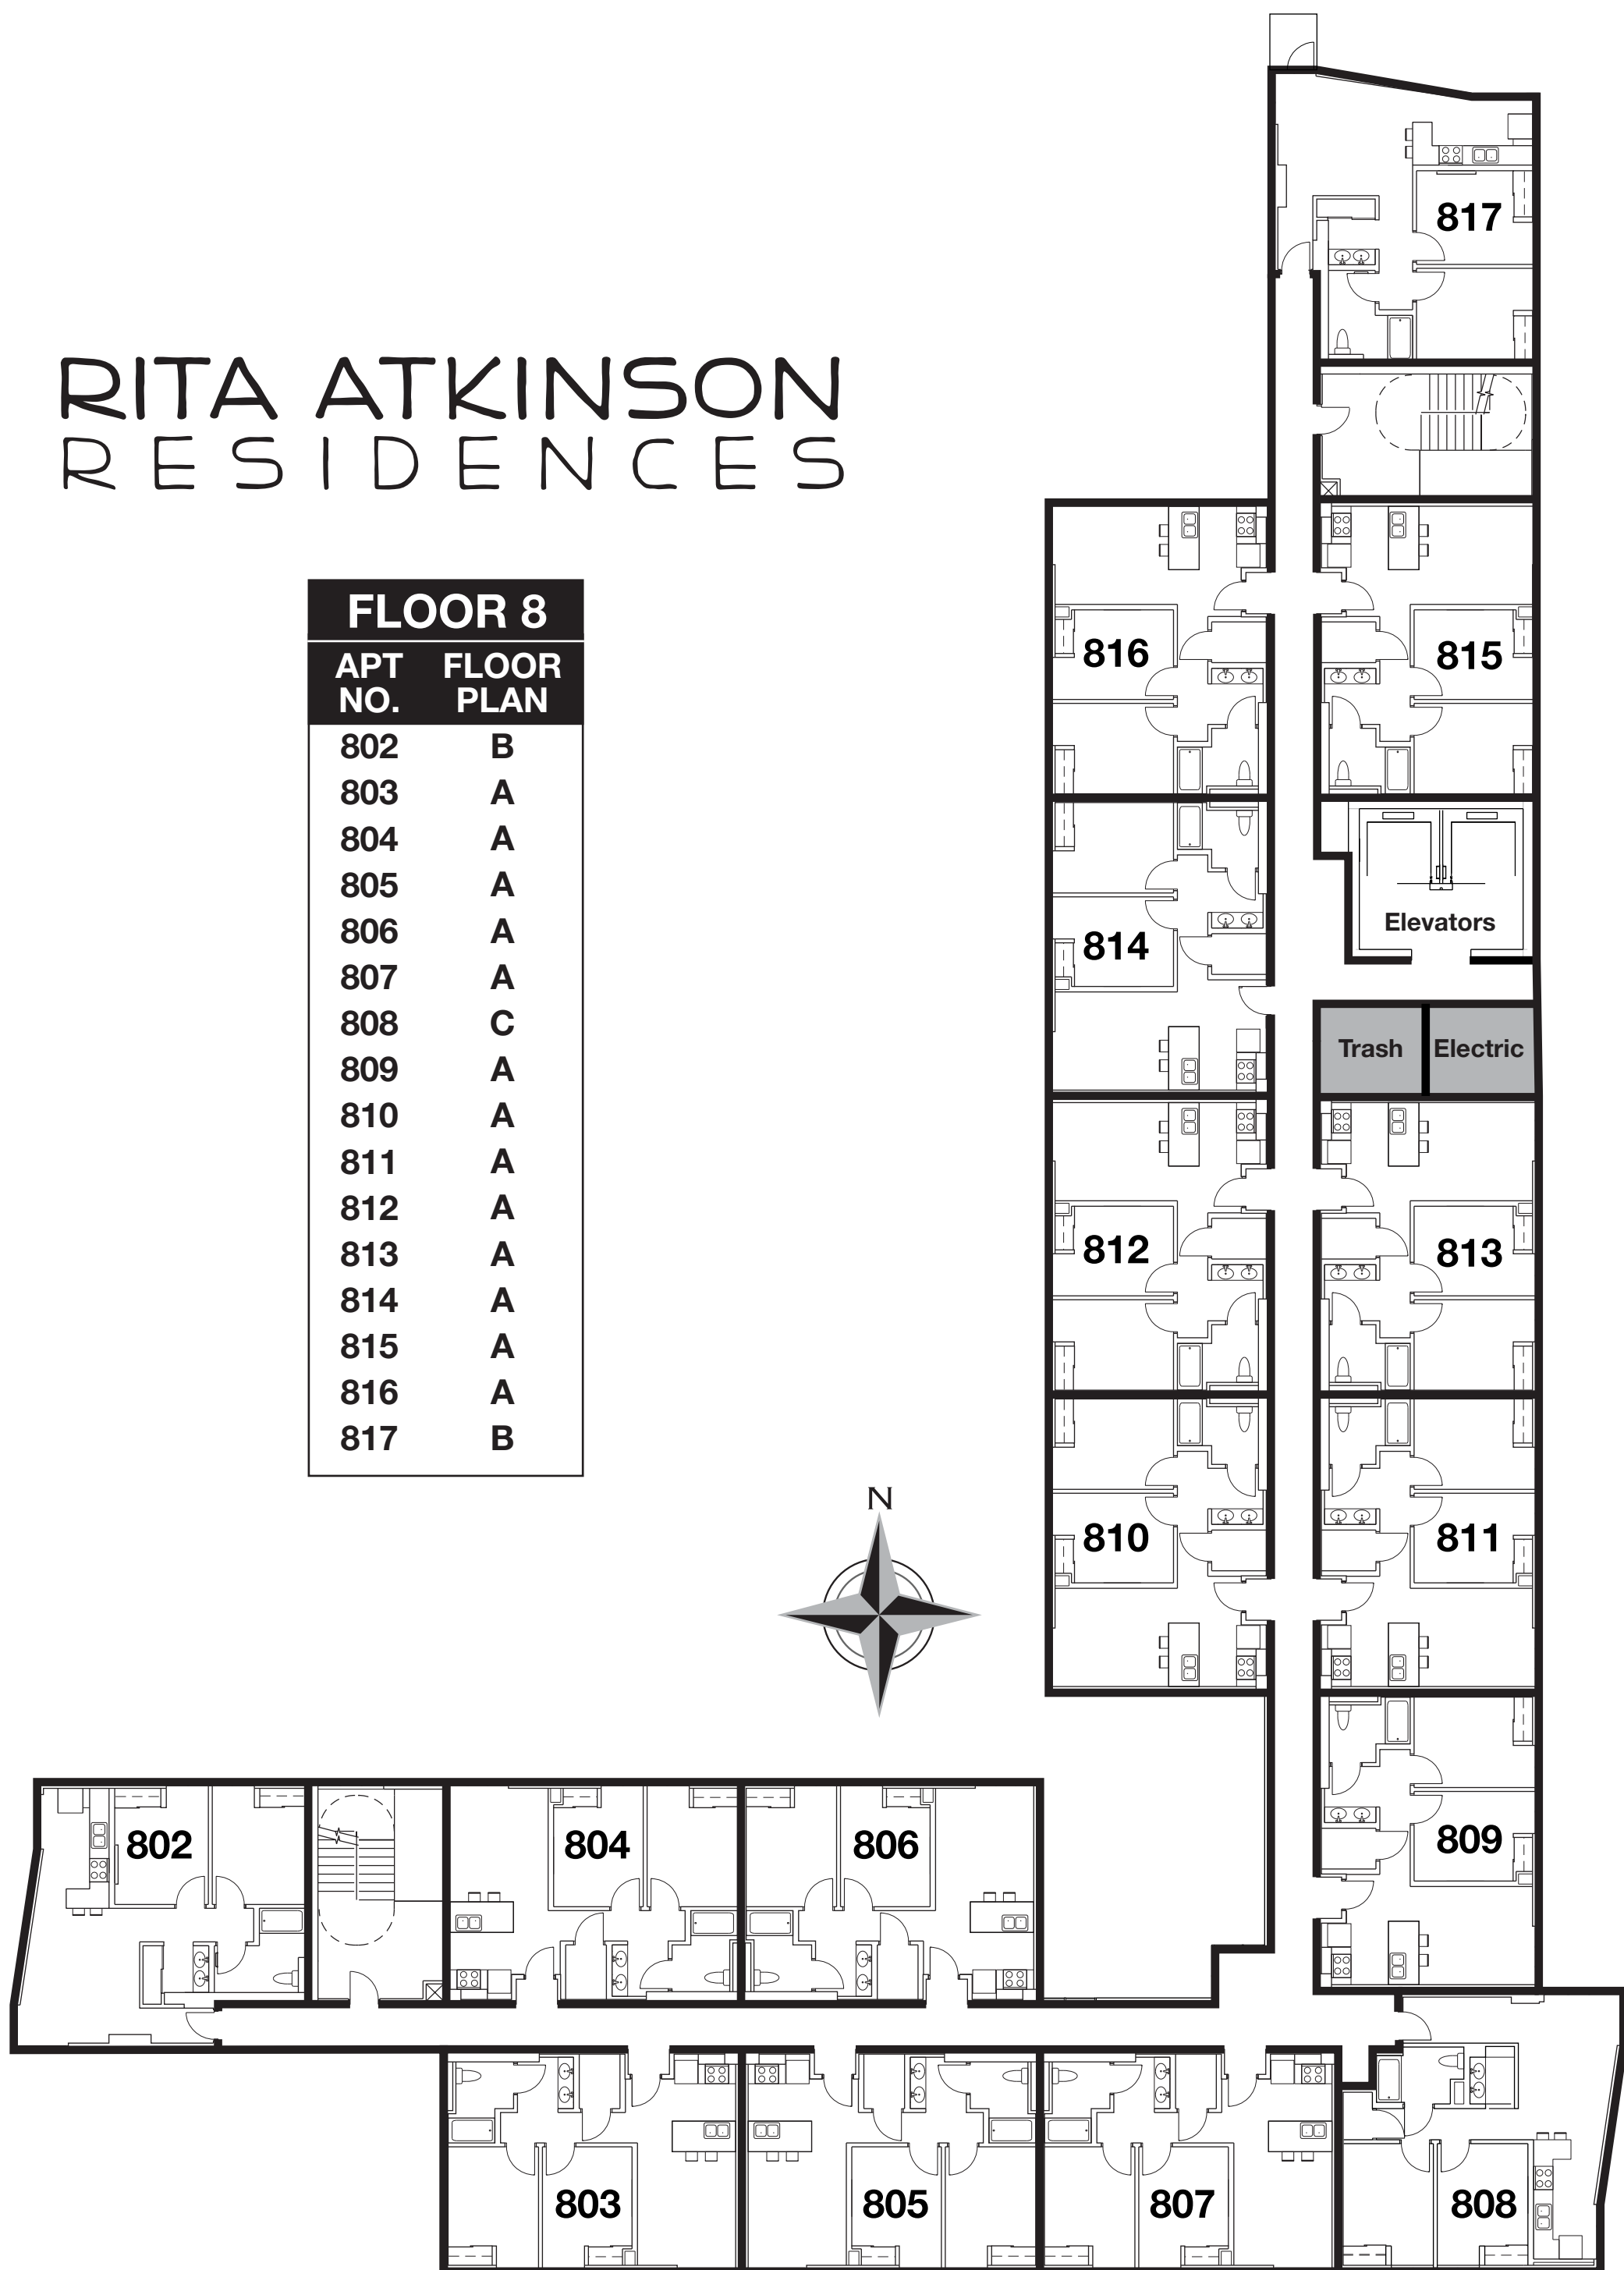 RITA ATKINSON
RESIDENCES
FLOOR 8
APT NO. FLOOR PLAN
802 B
803 A
804 A
805 A
806 A
807 A
808 C
809 A
810 A
811 A
812 A
813 A
814 A
815 A
816 A
817 B
N
817
816
815
814
Elevators
Trash
Electric
812
813
810
811
809
802
804
806
803
805
807
808